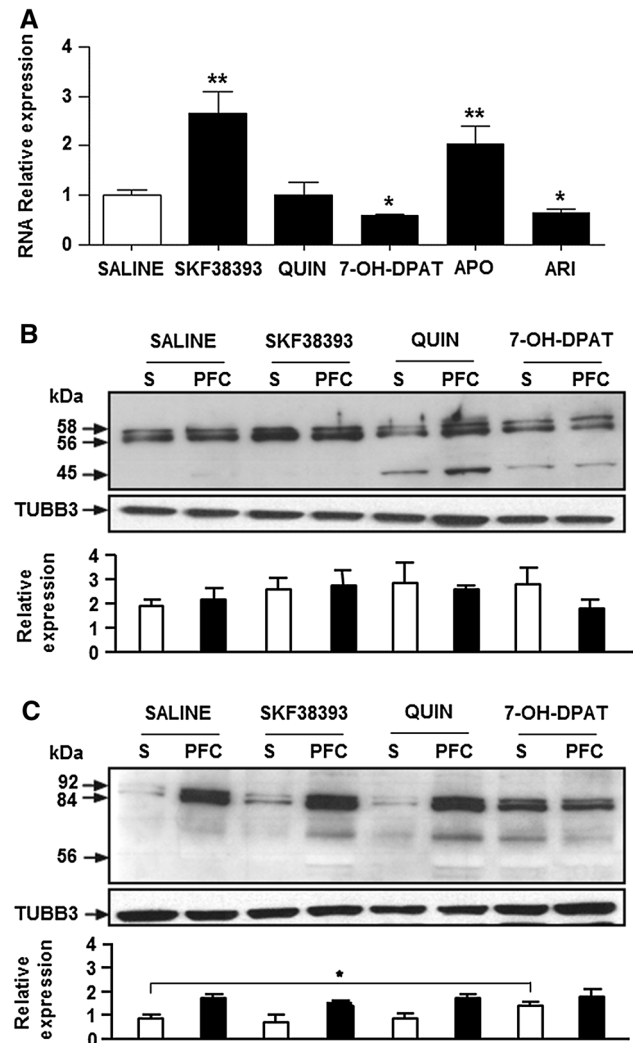 A
RNA Relative expression
4
3
2
1
0
** * ** *
SALINE SKF38393 QUIN 7-OH-DPAT APO ARI
B
SALINE SKF38393 QUIN 7-OH-DPAT
kDa S PFC S PFC S PFC S PFC
58
56
45
TUBB3
Relative expression
4
3
2
1
0
C
SALINE SKF38393 QUIN 7-OH-DPAT
kDa S PFC S PFC S PFC S PFC
92
84
56
TUBB3
Relative expression
4
3
2
1
0
*